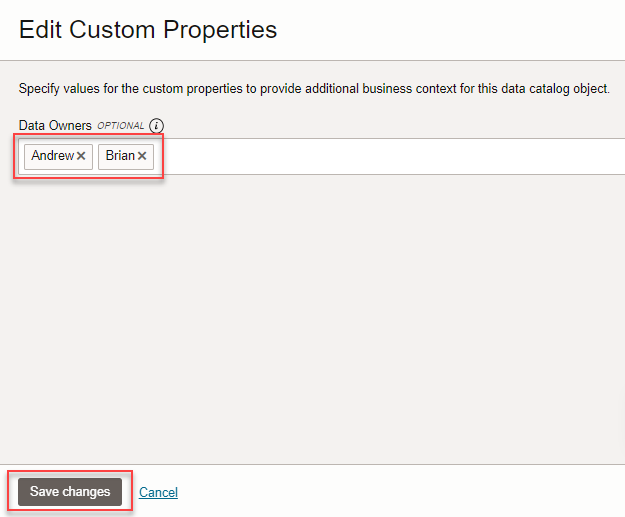 Edit Custom Properties
Specify values for the custom properties to provide additional business context for this data catalog object.
Data Owners OPTIONAL i
Andrew × Brian ×
Save changes Cancel